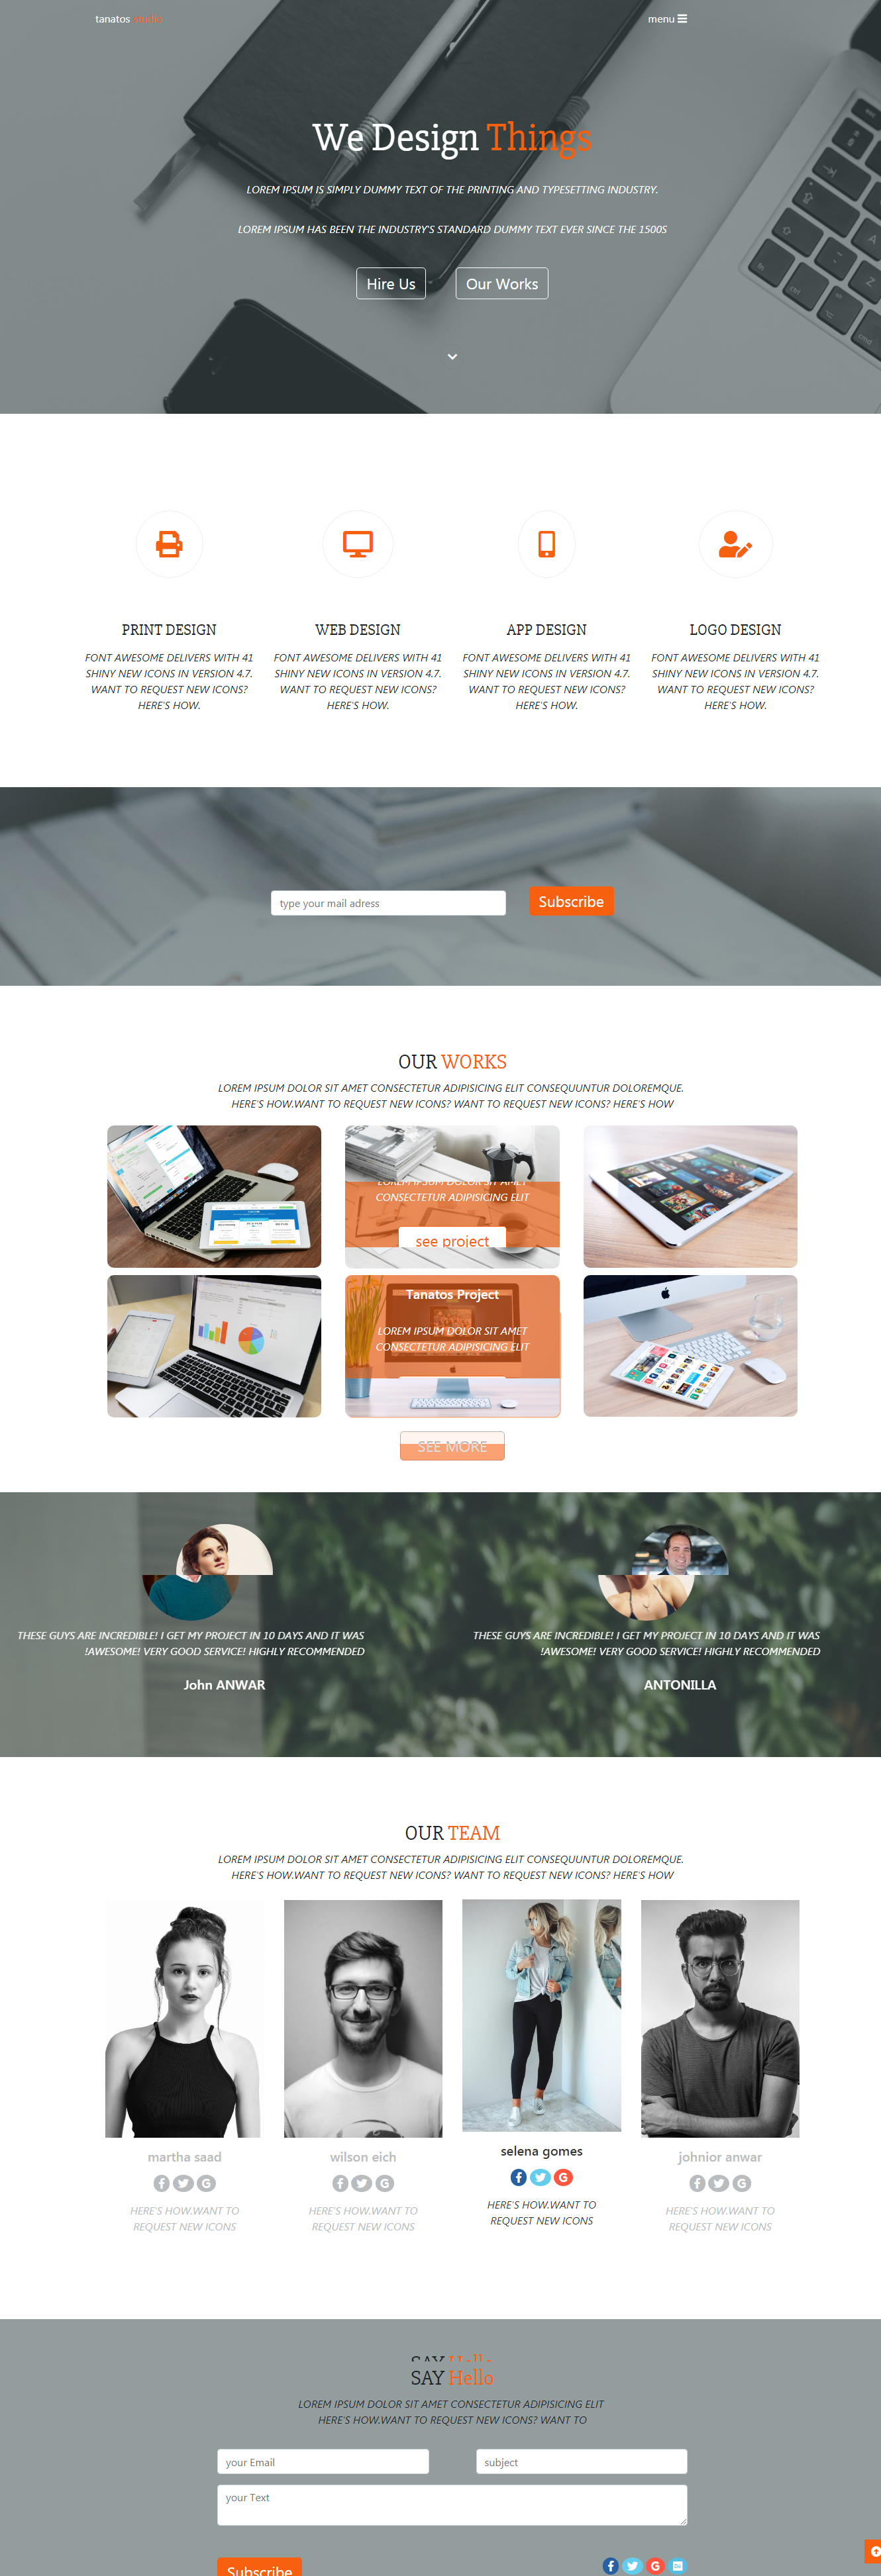 tanatos studio
menu
We Design Things
LOREM IPSUM IS SIMPLY DUMMY TEXT OF THE PRINTING AND TYPESETTING INDUSTRY.
LOREM IPSUM HAS BEEN THE INDUSTRY'S STANDARD DUMMY TEXT EVER SINCE THE 1500S
Hire Us
Our Works
PRINT DESIGN
FONT AWESOME DELIVERS WITH 41
SHINY NEW ICONS IN VERSION 4.7.
WANT TO REQUEST NEW ICONS?
HERE'S HOW.
WEB DESIGN
FONT AWESOME DELIVERS WITH 41
SHINY NEW ICONS IN VERSION 4.7.
WANT TO REQUEST NEW ICONS?
HERE'S HOW.
APP DESIGN
FONT AWESOME DELIVERS WITH 41
SHINY NEW ICONS IN VERSION 4.7.
WANT TO REQUEST NEW ICONS?
HERE'S HOW.
LOGO DESIGN
FONT AWESOME DELIVERS WITH 41
SHINY NEW ICONS IN VERSION 4.7.
WANT TO REQUEST NEW ICONS?
HERE'S HOW.
type your mail adress
Subscribe
OUR WORKS
LOREM IPSUM DOLOR SIT AMET CONSECTETUR ADIPISICING ELIT CONSEQUUNTUR DOLOREMQUE.
HERE'S HOW.WANT TO REQUEST NEW ICONS? WANT TO REQUEST NEW ICONS? HERE'S HOW
LOREM IPSUM DOLOR SIT AMET
CONSECTETUR ADIPISICING ELIT
see project
Tanatos Project
LOREM IPSUM DOLOR SIT AMET
CONSECTETUR ADIPISICING ELIT
SEE MORE
THESE GUYS ARE INCREDIBLE! I GET MY PROJECT IN 10 DAYS AND IT WAS
!AWESOME! VERY GOOD SERVICE! HIGHLY RECOMMENDED
John ANWAR
THESE GUYS ARE INCREDIBLE! I GET MY PROJECT IN 10 DAYS AND IT WAS
!AWESOME! VERY GOOD SERVICE! HIGHLY RECOMMENDED
ANTONILLA
OUR TEAM
LOREM IPSUM DOLOR SIT AMET CONSECTETUR ADIPISICING ELIT CONSEQUUNTUR DOLOREMQUE.
HERE'S HOW.WANT TO REQUEST NEW ICONS? WANT TO REQUEST NEW ICONS? HERE'S HOW
martha saad
HERE'S HOW.WANT TO
REQUEST NEW ICONS
wilson eich
HERE'S HOW.WANT TO
REQUEST NEW ICONS
selena gomes
HERE'S HOW.WANT TO
REQUEST NEW ICONS
johnior anwar
HERE'S HOW.WANT TO
REQUEST NEW ICONS
SAY Hello
SAY Hello
LOREM IPSUM DOLOR SIT AMET CONSECTETUR ADIPISICING ELIT
HERE'S HOW.WANT TO REQUEST NEW ICONS? WANT TO
your Email
subject
your Text
Subscribe